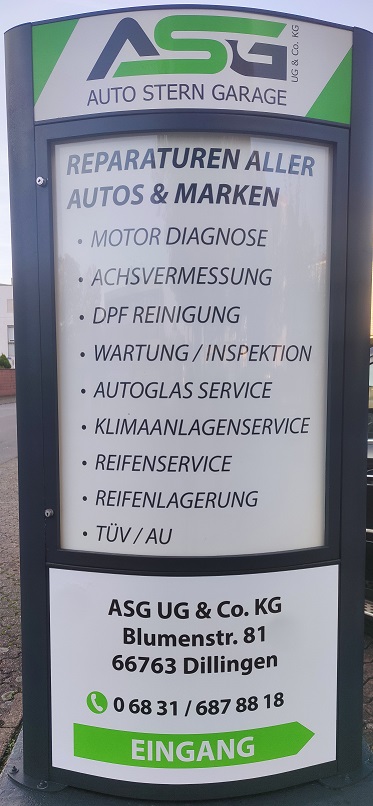 ASG
UG & Co. KG
AUTO STERN GARAGE
REPARATUREN ALLER
AUTOS & MARKEN
• MOTOR DIAGNOSE
• ACHSVERMESSUNG
• DPF REINIGUNG
• WARTUNG / INSPEKTION
• AUTOGLAS SERVICE
• KLIMAANLAGENSERVICE
• REIFENSERVICE
• REIFENLAGERUNG
• TÜV / AU
ASG UG & Co. KG
Blumenstr. 81
66763 Dillingen
0 68 31 / 687 88 18
EINGANG